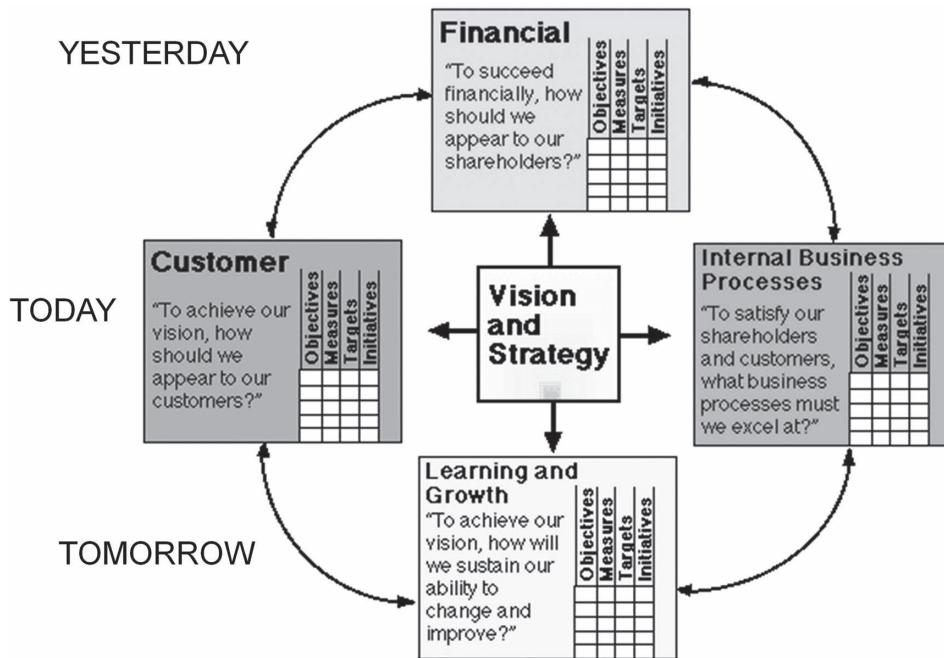 YESTERDAY
Financial
“To succeed
financially, how
should we
appear to our
shareholders?”
Objectives
Measures
Targets
Initiatives
TODAY
Customer
“To achieve our
vision, how
should we
appear to our
customers?”
Objectives
Measures
Targets
Initiatives
Vision
and
Strategy
Internal Business
Processes
“To satisfy our
shareholders
and customers,
what business
processes must
we excel at?”
Objectives
Measures
Targets
Initiatives
TOMORROW
Learning and
Growth
“To achieve our
vision, how will
we sustain our
ability to
change and
improve?”
Objectives
Measures
Targets
Initiatives